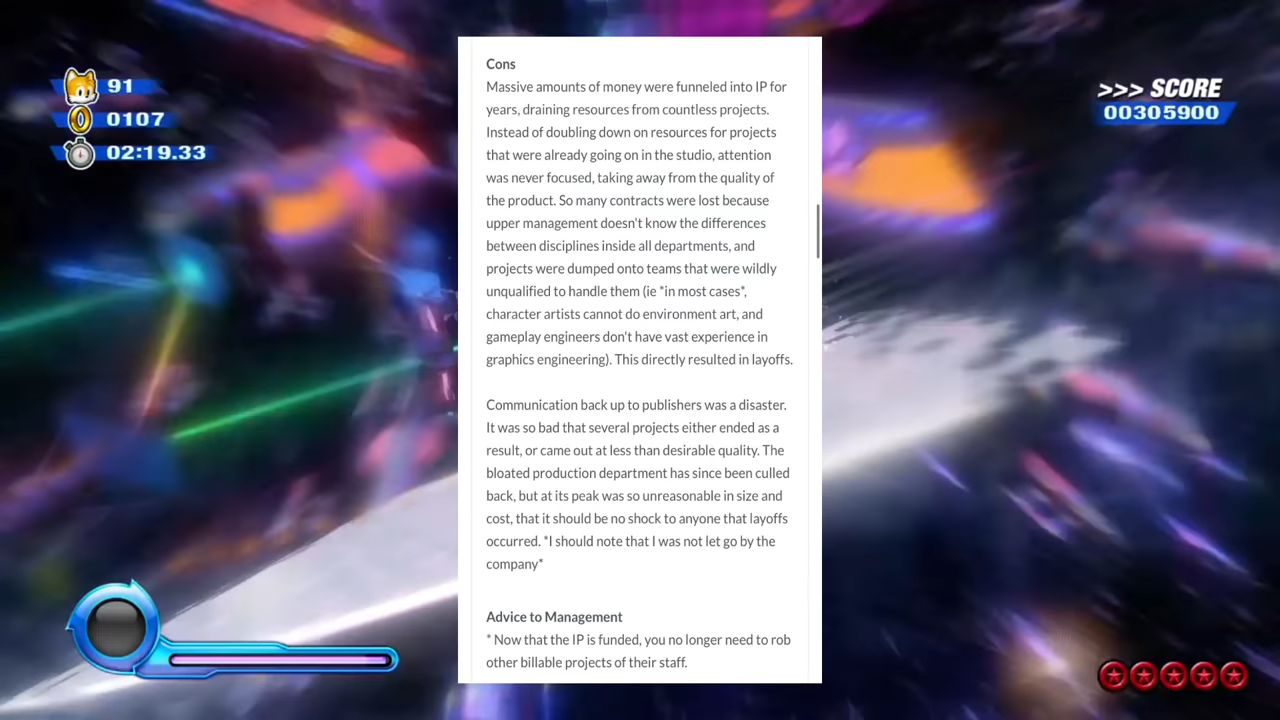 91
0107
02:19.33
>>> SCORE
00305900
Cons
Massive amounts of money were funneled into IP for
years, draining resources from countless projects.
Instead of doubling down on resources for projects
that were already going on in the studio, attention
was never focused, taking away from the quality of
the product. So many contracts were lost because
upper management doesn't know the differences
between disciplines inside all departments, and
projects were dumped onto teams that were wildly
unqualified to handle them (ie *in most cases*,
character artists cannot do environment art, and
gameplay engineers don't have vast experience in
graphics engineering). This directly resulted in layoffs.
Communication back up to publishers was a disaster.
It was so bad that several projects either ended as a
result, or came out at less than desirable quality. The
bloated production department has since been culled
back, but at its peak was so unreasonable in size and
cost, that it should be no shock to anyone that layoffs
occurred. *I should note that I was not let go by the
company*
Advice to Management
* Now that the IP is funded, you no longer need to rob
other billable projects of their staff.